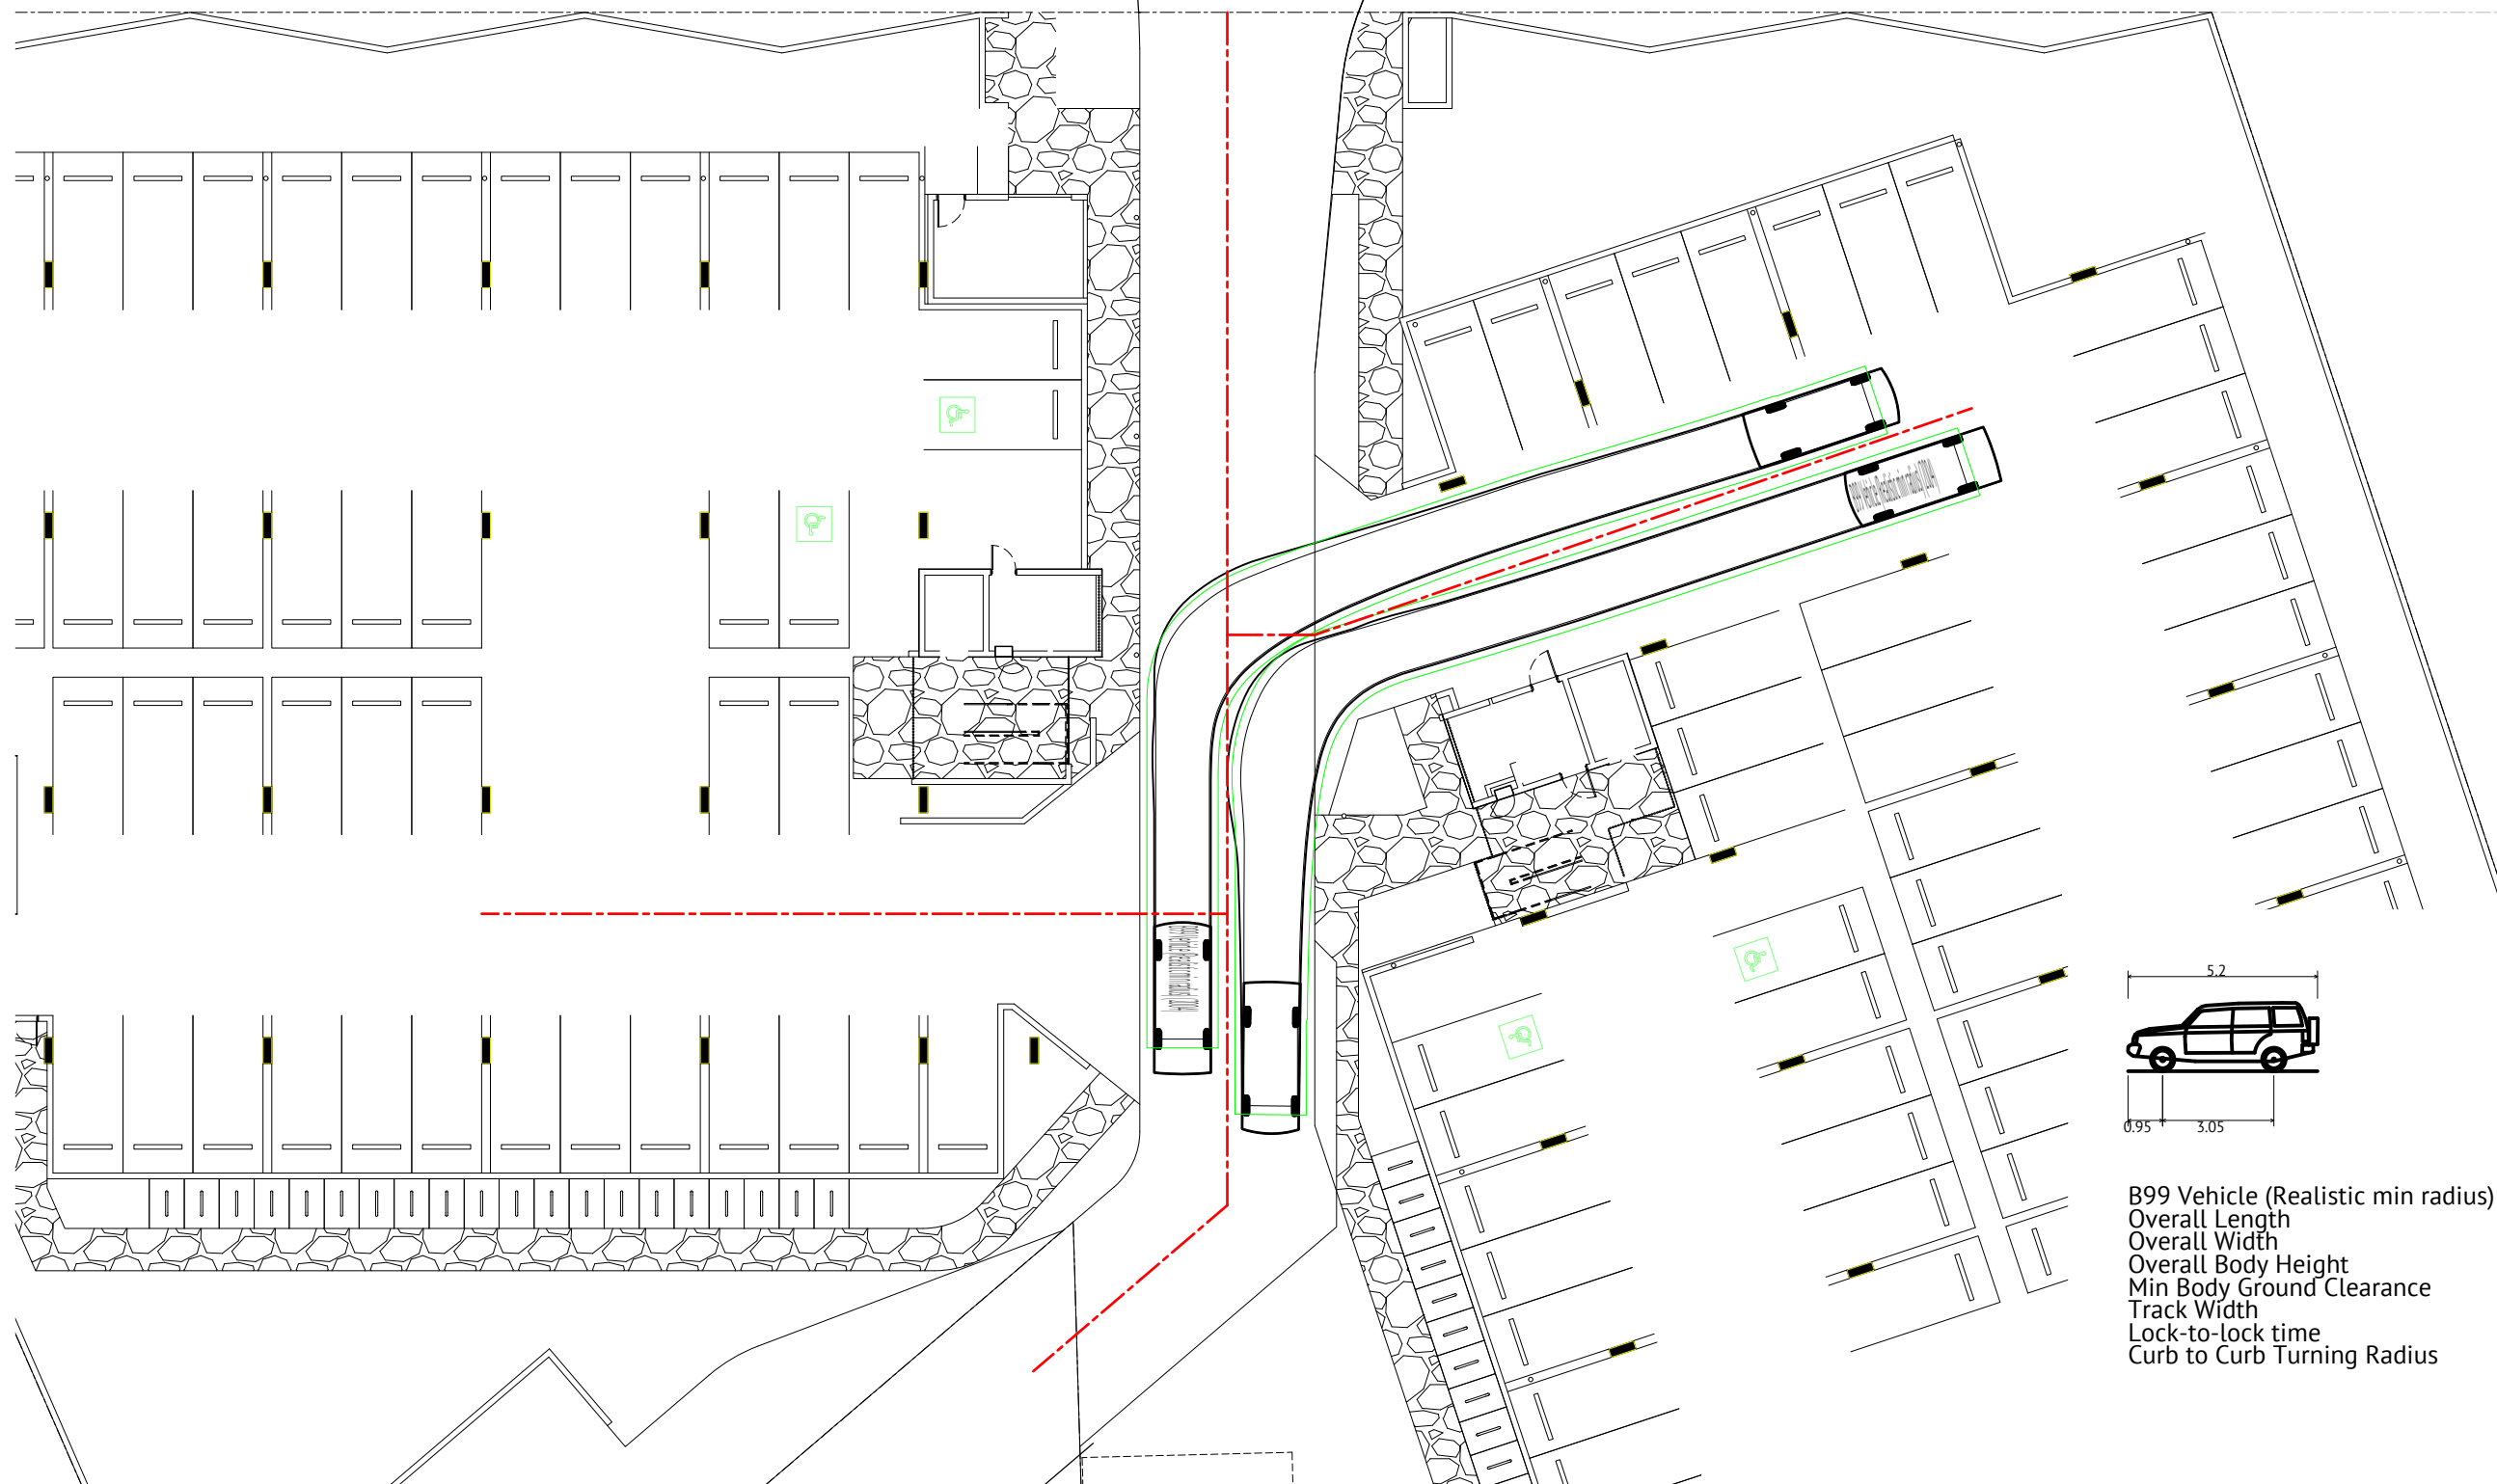 5.2
0.95
3.05
B99 Vehicle (Realistic min radius)
Overall Length
Overall Width
Overall Body Height
Min Body Ground Clearance
Track Width
Lock-to-lock time
Curb to Curb Turning Radius